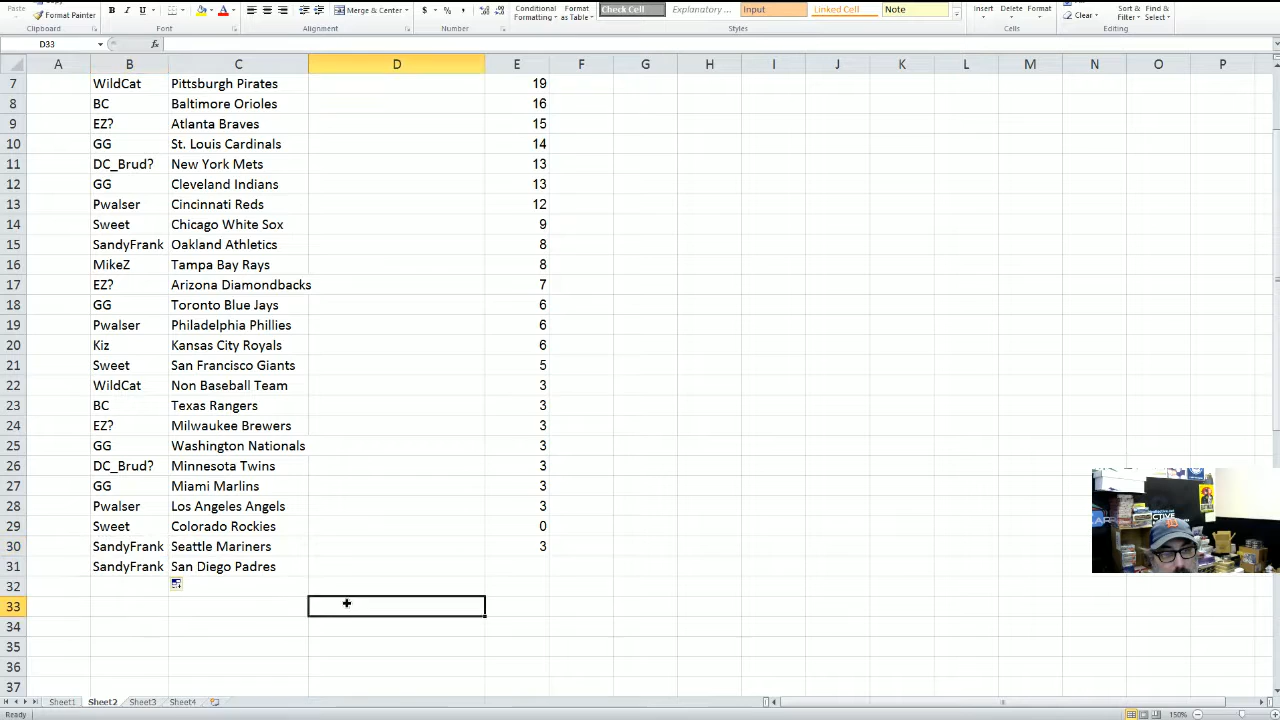 Paste
Format Painter
B I U
A
Merge & Center
$ % ,
Conditional Formatting
Format as Table
Check Cell
Explanatory ...
Input
Linked Cell
Note
Insert Delete Format
Clear
Sort & Filter
Find & Select
Clipboard Font Alignment Number Styles Cells Editing
D33 fx
A B C D E F G H I J K L M N O P
7 WildCat Pittsburgh Pirates 19
8 BC Baltimore Orioles 16
9 EZ? Atlanta Braves 15
10 GG St. Louis Cardinals 14
11 DC_Brud? New York Mets 13
12 GG Cleveland Indians 13
13 Pwalser Cincinnati Reds 12
14 Sweet Chicago White Sox 9
15 SandyFrank Oakland Athletics 8
16 MikeZ Tampa Bay Rays 8
17 EZ? Arizona Diamondbacks 7
18 GG Toronto Blue Jays 6
19 Pwalser Philadelphia Phillies 6
20 Kiz Kansas City Royals 6
21 Sweet San Francisco Giants 5
22 WildCat Non Baseball Team 3
23 BC Texas Rangers 3
24 EZ? Milwaukee Brewers 3
25 GG Washington Nationals 3
26 DC_Brud? Minnesota Twins 3
27 GG Miami Marlins 3
28 Pwalser Los Angeles Angels 3
29 Sweet Colorado Rockies 0
30 SandyFrank Seattle Mariners 3
31 SandyFrank San Diego Padres
32
33
34
35
36
37
Sheet1 Sheet2 Sheet3 Sheet4
Ready 150%